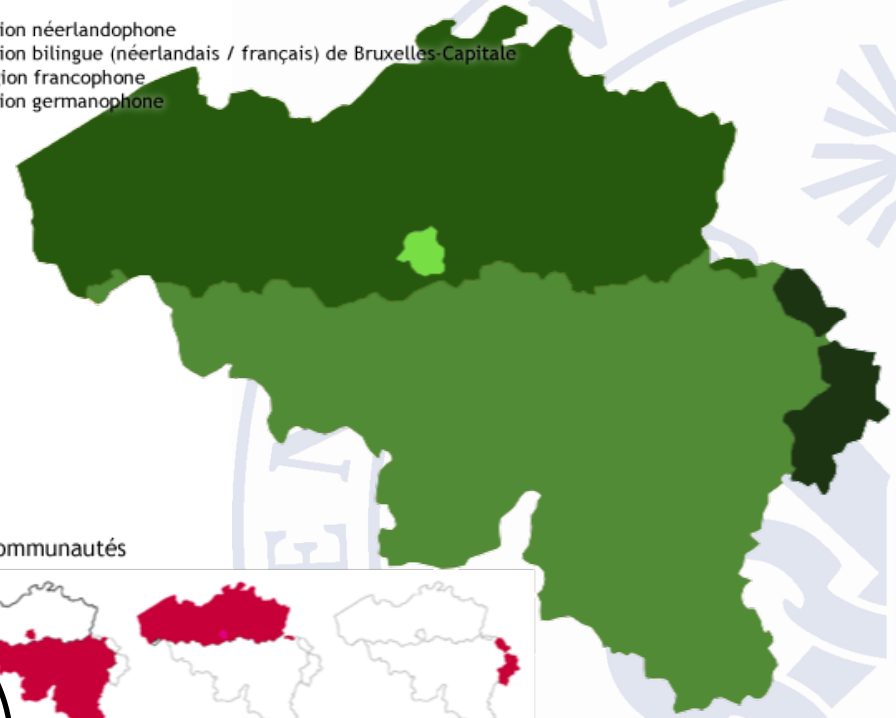 ion néerlandophone
ion bilingue (néerlandais / français) de Bruxelles-Capitale
ion francophone
ion germanophone
ommunautés